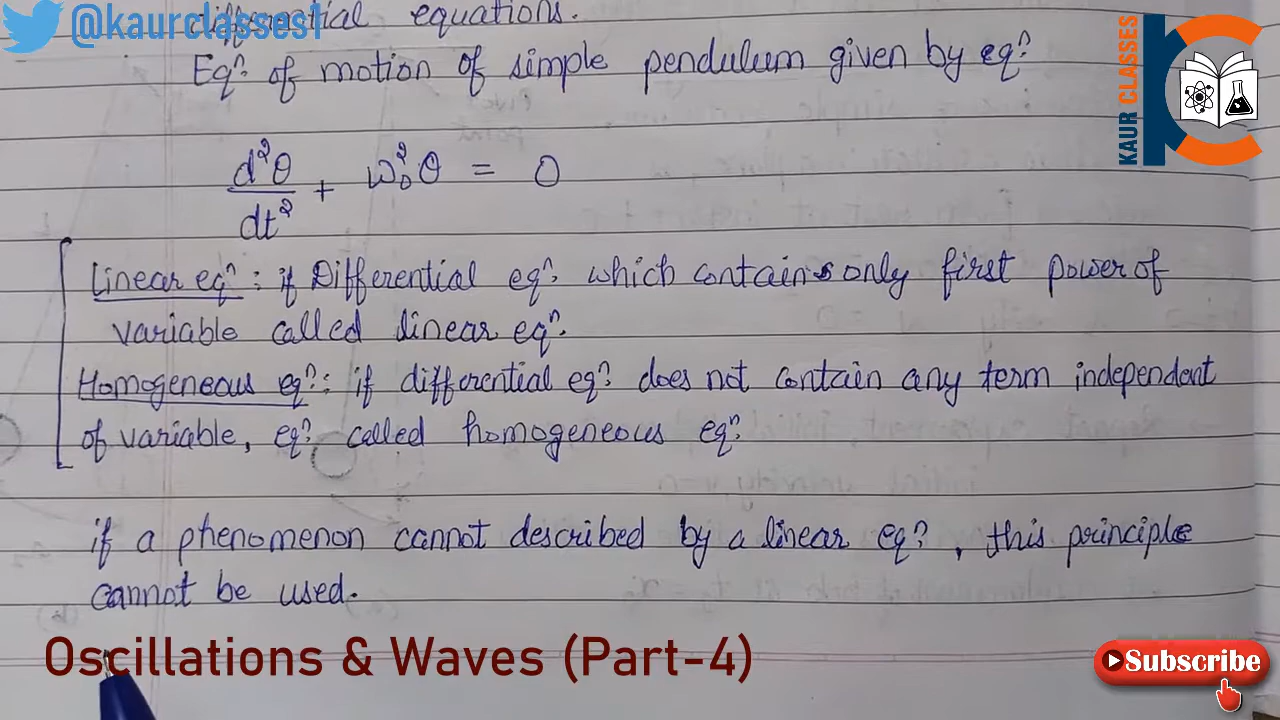 differential equations.
@kaurclasses1
Eqⁿ. of motion of simple pendulum given by eqⁿ.
d²θ/dt² + ω₀²θ = 0
Linear eqⁿ : if Differential eqⁿ. which contains only first power of
variable called linear eqⁿ.
Homogeneous eqⁿ. : if differential eqⁿ. does not contain any term independent
of variable, eqⁿ. called homogeneous eqⁿ.
if a phenomenon cannot described by a linear eqⁿ. , this principle
cannot be used.
Oscillations & Waves (Part-4)
KAUR CLASSES
Subscribe